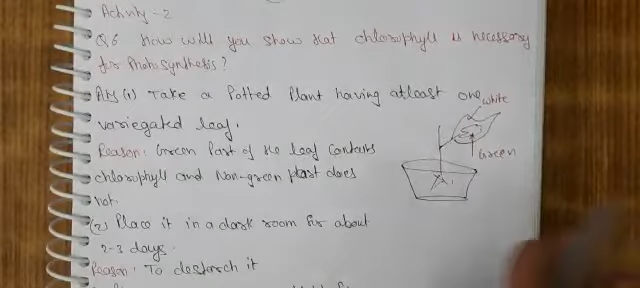 Activity - 2
Q6 How will you show that chlorophyll is necessary
for Photosynthesis?
Ans (1) Take a Potted Plant having atleast one
variegated leaf.
white
Green
Reason: Green Part of the leaf contains
chlorophyll and Non-green part does
not.
(2) Place it in a dark room for about
2-3 days.
Reason: To destarch it